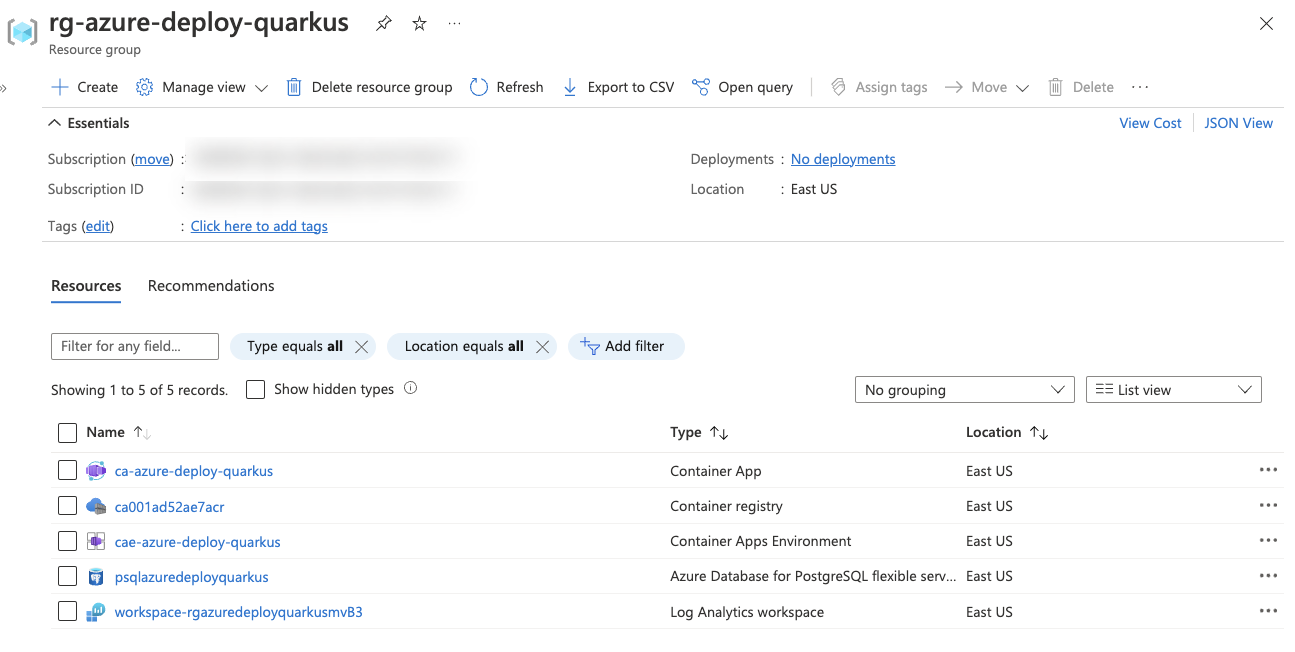 rg-azure-deploy-quarkus ...
Resource group
»
Create Manage view Delete resource group Refresh Export to CSV Open query Assign tags Move Delete ...
Essentials View Cost JSON View
Subscription (move) : Deployments : No deployments
Subscription ID : Location : East US
Tags (edit) : Click here to add tags
Resources Recommendations
Filter for any field... Type equals all Location equals all Add filter
Showing 1 to 5 of 5 records. Show hidden types No grouping List view
Name ↑↓ Type ↑↓ Location ↑↓
ca-azure-deploy-quarkus Container App East US ...
ca001ad52ae7acr Container registry East US ...
cae-azure-deploy-quarkus Container Apps Environment East US ...
psqlazuredeployquarkus Azure Database for PostgreSQL flexible serv... East US ...
workspace-rgazuredeployquarkusmvB3 Log Analytics workspace East US ...